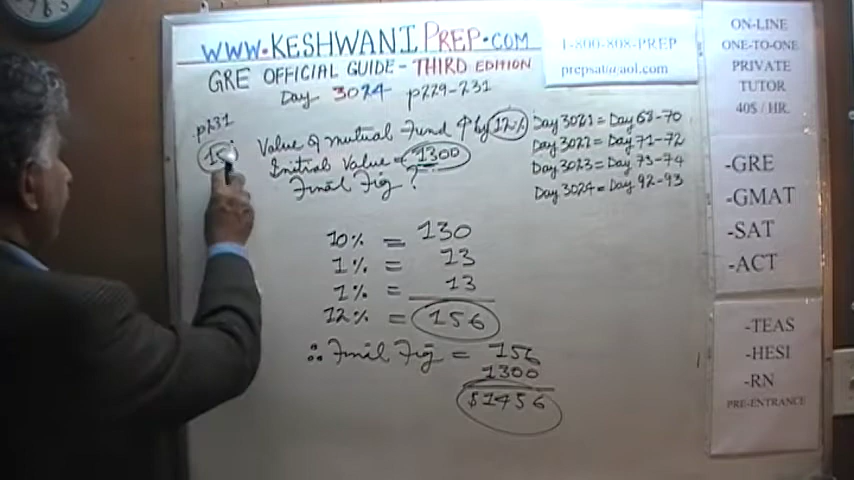 www.KESHWANIPREP.COM
GRE OFFICIAL GUIDE - THIRD EDITION
Day 3024 p229-231
1-800-808-PREP
prepsat@aol.com
p231
15
Value of Mutual Fund ↑ by 12%
Initial Value = 1300
Final Fig ?
Day 3021 = Day 68-70
Day 3022 = Day 71-72
Day 3023 = Day 73-74
Day 3024 = Day 92-93
10% = 130
1% = 13
1% = 13
12% = 156
∴ Final Fig = 156
1300
$1456
ON-LINE
ONE-TO-ONE
PRIVATE
TUTOR
40$ / HR.
-GRE
-GMAT
-SAT
-ACT
-TEAS
-HESI
-RN
PRE-ENTRANCE